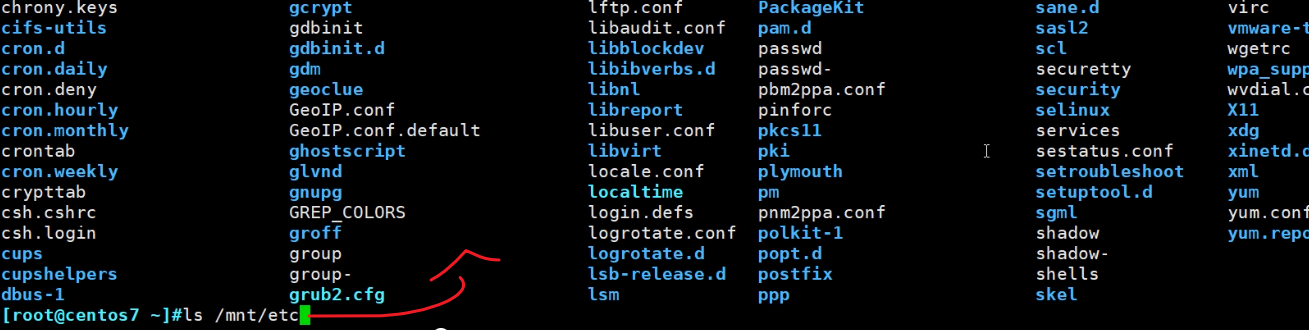 chrony.keys gcrypt lftp.conf PackageKit sane.d virc
cifs-utils gdbinit libaudit.conf pam.d sasl2 vmware-t
cron.d gdbinit.d libblockdev passwd scl wgetrc
cron.daily gdm libibverbs.d passwd- securetty wpa_supp
cron.deny geoclue libnl pbm2ppa.conf security wvdial.c
cron.hourly GeoIP.conf libreport pinforc selinux X11
cron.monthly GeoIP.conf.default libuser.conf pkcs11 services xdg
crontab ghostscript libvirt pki sestatus.conf xinetd.d
cron.weekly glvnd locale.conf plymouth setroubleshoot xml
crypttab gnupg localtime pm setuptool.d yum
csh.cshrc GREP_COLORS login.defs pnm2ppa.conf sgml yum.conf
csh.login groff logrotate.conf polkit-1 shadow yum.repo
cups group logrotate.d popt.d shadow-
cupshelpers group- lsb-release.d postfix shells
dbus-1 grub2.cfg lsm ppp skel
[root@centos7 ~]#ls /mnt/etc